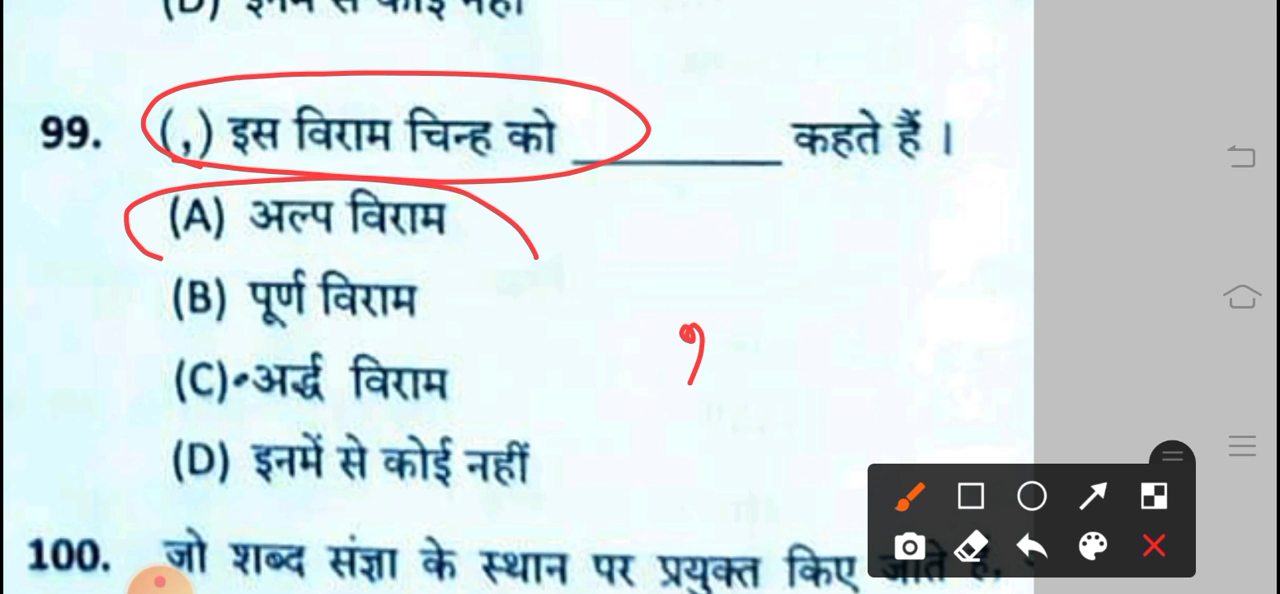 99. (,) इस विराम चिन्ह को ________ कहते हैं ।
(A) अल्प विराम
(B) पूर्ण विराम
(C) अर्द्ध विराम
(D) इनमें से कोई नहीं
100. जो शब्द संज्ञा के स्थान पर प्रयुक्त किए जाते हैं,
,